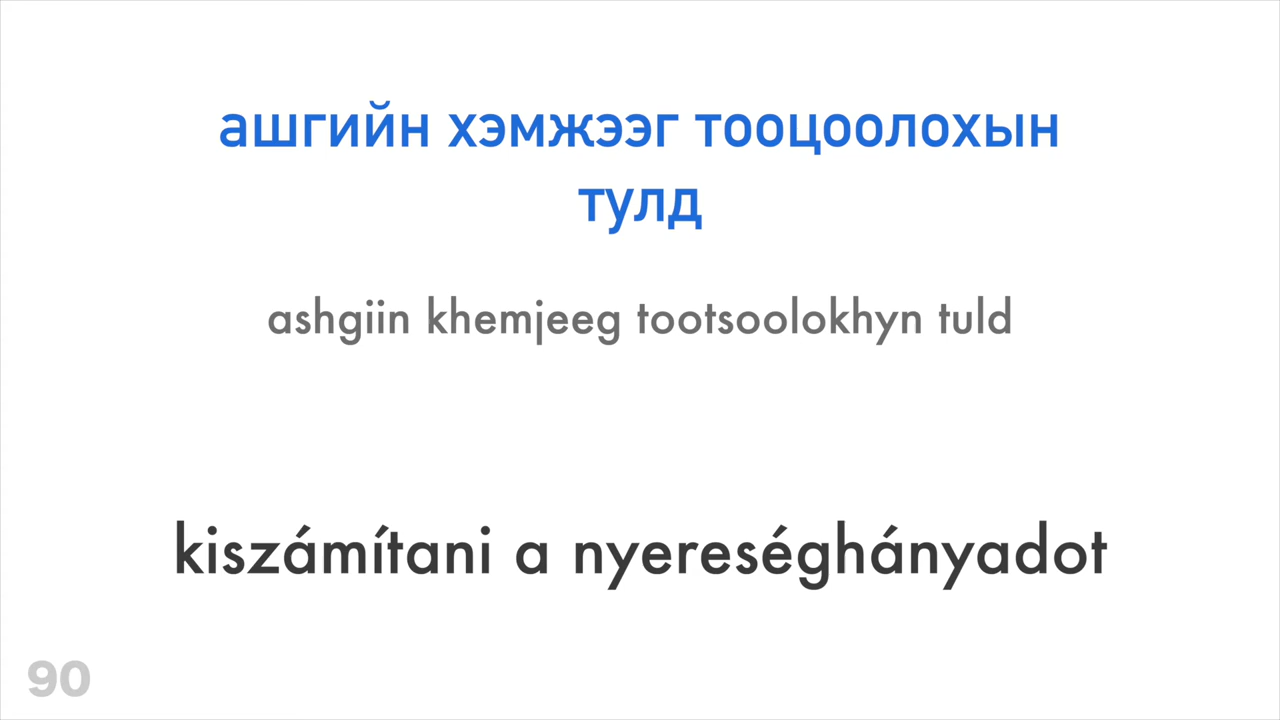 ашгийн хэмжээг тооцоолохын
тулд
ashgiin khemjeeg tootsoolokhyn tuld
kiszámítani a nyereséghányadot
90